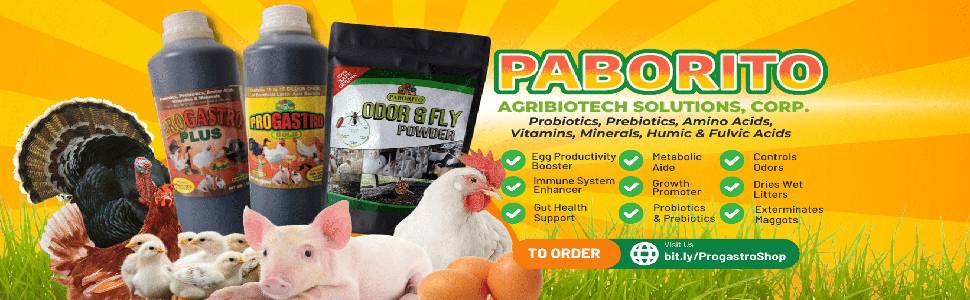 PABORITO
AGRIBIOTECH SOLUTIONS, CORP.
Probiotics, Prebiotics, Amino Acids,
Vitamins, Minerals, Humic & Fulvic Acids
Egg Productivity
Booster
Immune System
Enhancer
Gut Health
Support
Metabolic
Aide
Growth
Promoter
Probiotics
& Prebiotics
Controls
Odors
Dries Wet
Litters
Exterminates
Maggots
TO ORDER
Visit Us
bit.ly/ProgastroShop
PROGASTRO
PLUS
PROGASTRO
GOLD
PABORITO
ODOR & FLY
POWDER